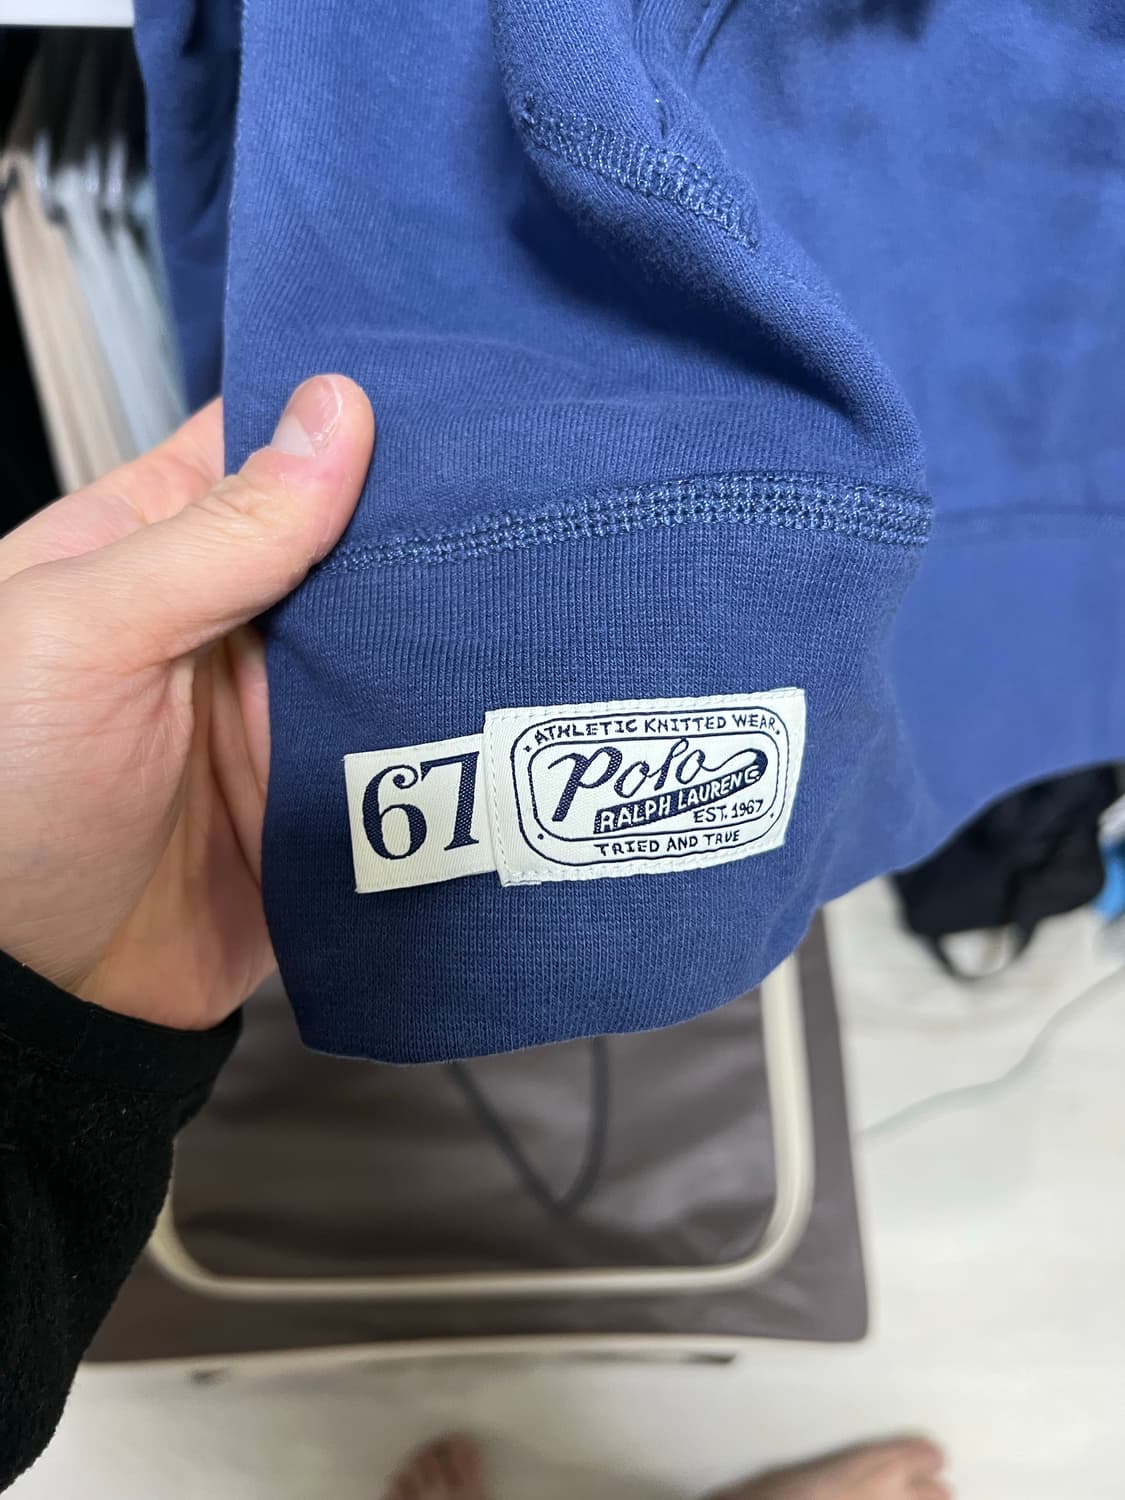 67
ATHLETIC KNITTED WEAR
Polo
RALPH LAUREN
EST. 1967
TRIED AND TRUE